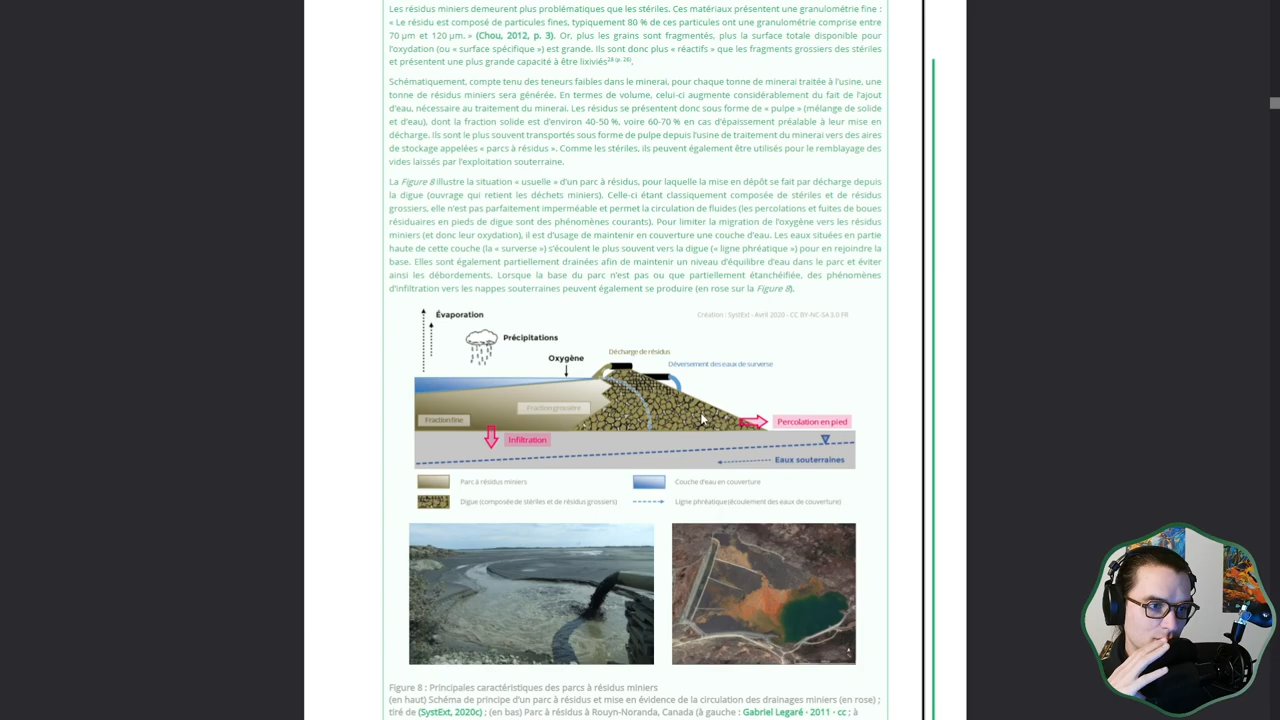 Les résidus miniers demeurent plus problématiques que les stériles. Ces matériaux présentent une granulométrie fine :
« Le résidu est composé de particules fines, typiquement 80 % de ces particules ont une granulométrie comprise entre
70 µm et 120 µm. » (Chou, 2012, p. 3). Or, plus les grains sont fragmentés, plus la surface totale disponible pour
l'oxydation (ou « surface spécifique ») est grande. Ils sont donc plus « réactifs » que les fragments grossiers des stériles
et présentent une plus grande capacité à être lixiviés28 (p. 26).
Schématiquement, compte tenu des teneurs faibles dans le minerai, pour chaque tonne de minerai traitée à l'usine, une
tonne de résidus miniers sera générée. En termes de volume, celui-ci augmente considérablement du fait de l'ajout
d'eau, nécessaire au traitement du minerai. Les résidus se présentent donc sous forme de « pulpe » (mélange de solide
et d'eau), dont la fraction solide est d'environ 40-50 %, voire 60-70 % en cas d'épaissement préalable à leur mise en
décharge. Ils sont le plus souvent transportés sous forme de pulpe depuis l'usine de traitement du minerai vers des aires
de stockage appelées « parcs à résidus ». Comme les stériles, ils peuvent également être utilisés pour le remblayage des
vides laissés par l'exploitation souterraine.
La Figure 8 illustre la situation « usuelle » d'un parc à résidus, pour laquelle la mise en dépôt se fait par décharge depuis
la digue (ouvrage qui retient les déchets miniers). Celle-ci étant classiquement composée de stériles et de résidus
grossiers, elle n'est pas parfaitement imperméable et permet la circulation de fluides (les percolations et fuites de boues
résiduaires en pieds de digue sont des phénomènes courants). Pour limiter la migration de l'oxygène vers les résidus
miniers (et donc leur oxydation), il est d'usage de maintenir en couverture une couche d'eau. Les eaux situées en partie
haute de cette couche (la « surverse ») s'écoulent le plus souvent vers la digue (« ligne phréatique ») pour en rejoindre la
base. Elles sont également partiellement drainées afin de maintenir un niveau d'équilibre d'eau dans le parc et éviter
ainsi les débordements. Lorsque la base du parc n'est pas ou que partiellement étanchéifiée, des phénomènes
d'infiltration vers les nappes souterraines peuvent également se produire (en rose sur la Figure 8).
Création : SystExt - Avril 2020 - CC BY-NC-SA 3.0 FR
Évaporation
Précipitations
Oxygène
Décharge de résidus
Déversement des eaux de surverse
Fraction grossière
Fraction fine
Percolation en pied
Infiltration
Eaux souterraines
Parc à résidus miniers
Couche d'eau en couverture
Digue (composée de stériles et de résidus grossiers)
Ligne phréatique (écoulement des eaux de couverture)
Figure 8 : Principales caractéristiques des parcs à résidus miniers
(en haut) Schéma de principe d'un parc à résidus et mise en évidence de la circulation des drainages miniers (en rose) ;
tiré de (SystExt, 2020c) ; (en bas) Parc à résidus à Rouyn-Noranda, Canada (à gauche : Gabriel Legaré · 2011 · cc ; à